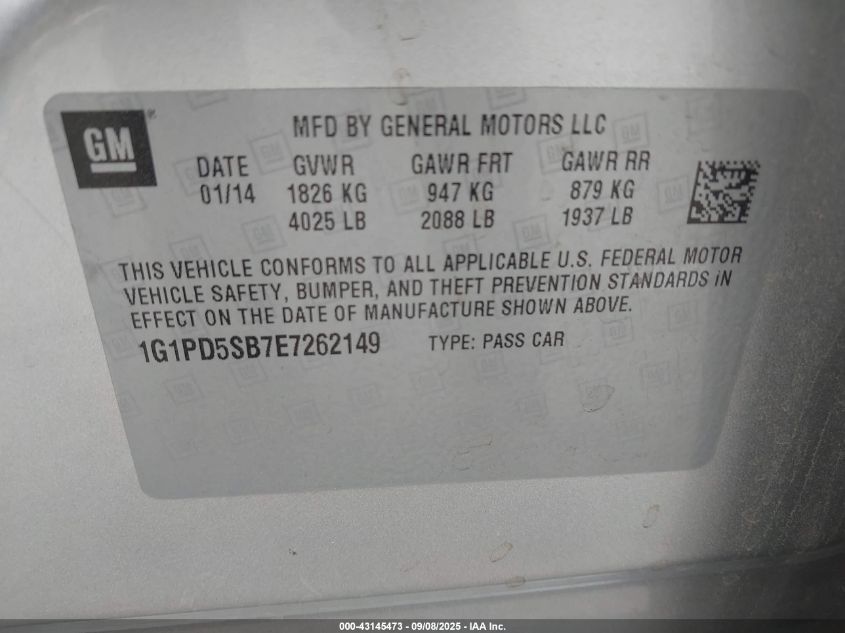 GM
MFD BY GENERAL MOTORS LLC
DATE GVWR GAWR FRT GAWR RR
01/14 1826 KG 947 KG 879 KG
4025 LB 2088 LB 1937 LB
THIS VEHICLE CONFORMS TO ALL APPLICABLE U.S. FEDERAL MOTOR
VEHICLE SAFETY, BUMPER, AND THEFT PREVENTION STANDARDS IN
EFFECT ON THE DATE OF MANUFACTURE SHOWN ABOVE.
1G1PD5SB7E7262149 TYPE: PASS CAR
000-43145473 - 09/08/2025 - IAA Inc.